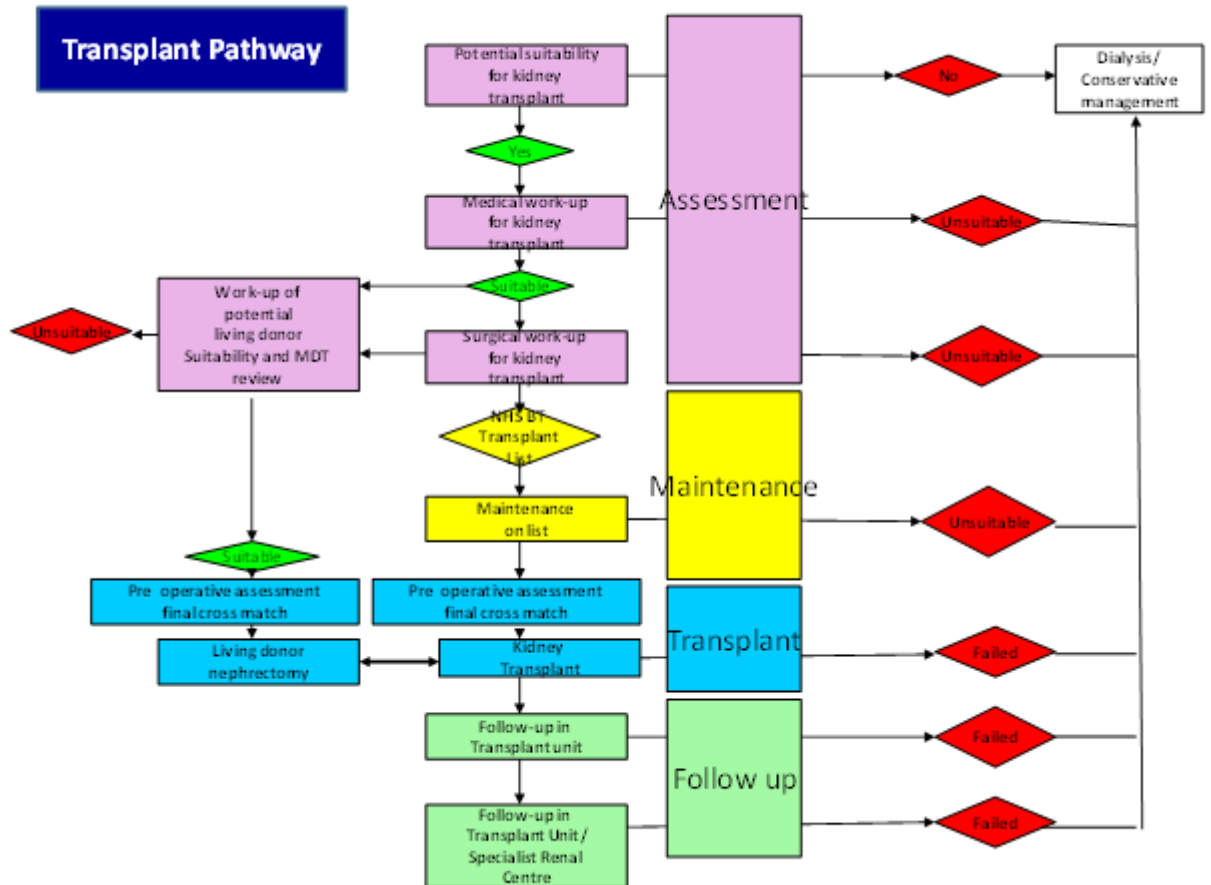 Transplant Pathway
Potential suitability
for kidney
transplant
No
Dialysis/
Conservative
management
Yes
Assessment
Medical work-up
for kidney
transplant
Unsuitable
Suitable
Work-up of
potential
living donor
Suitability and MDT
review
Unsuitable
Surgical work-up
for kidney
transplant
Unsuitable
NHS BT
Transplant
List
Maintenance
Maintenance
on list
Unsuitable
Suitable
Pre operative assessment
final cross match
Pre operative assessment
final cross match
Transplant
Living donor
nephrectomy
Kidney
Transplant
Failed
Follow-up in
Transplant unit
Failed
Follow up
Follow-up in
Transplant Unit/
Specialist Renal
Centre
Failed